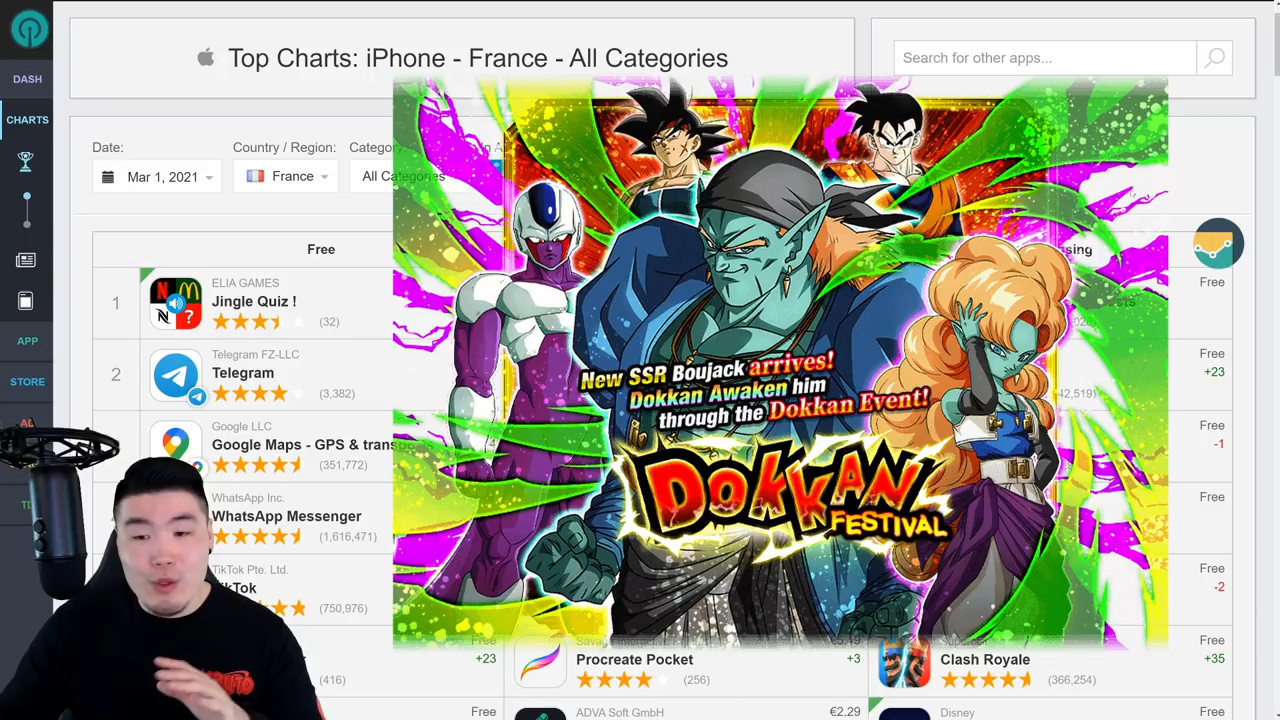 Top Charts: iPhone - France - All Categories
Search for other apps...
DASH
CHARTS
APP
STORE
Date:
Country / Region:
Category
Mar 1, 2021
France
All Categories
Free
1
ELIA GAMES
Jingle Quiz !
(32)
Free
2
Telegram FZ-LLC
Telegram
(3,382)
Free
+23
Google LLC
Google Maps - GPS &
(351,772)
Free
-1
WhatsApp Inc.
WhatsApp Messenger
(1,616,471)
Free
TikTok Pte. Ltd.
(750,976)
Free
-2
(416)
Free
+23
Procreate Pocket
(256)
+3
Clash Royale
(366,254)
Free
+35
Free
ADVA Soft GmbH
€2.29
Disney
Free
New SSR Boujack arrives!
Dokkan Awaken him
through the Dokkan Event!
DOKKAN
FESTIVAL